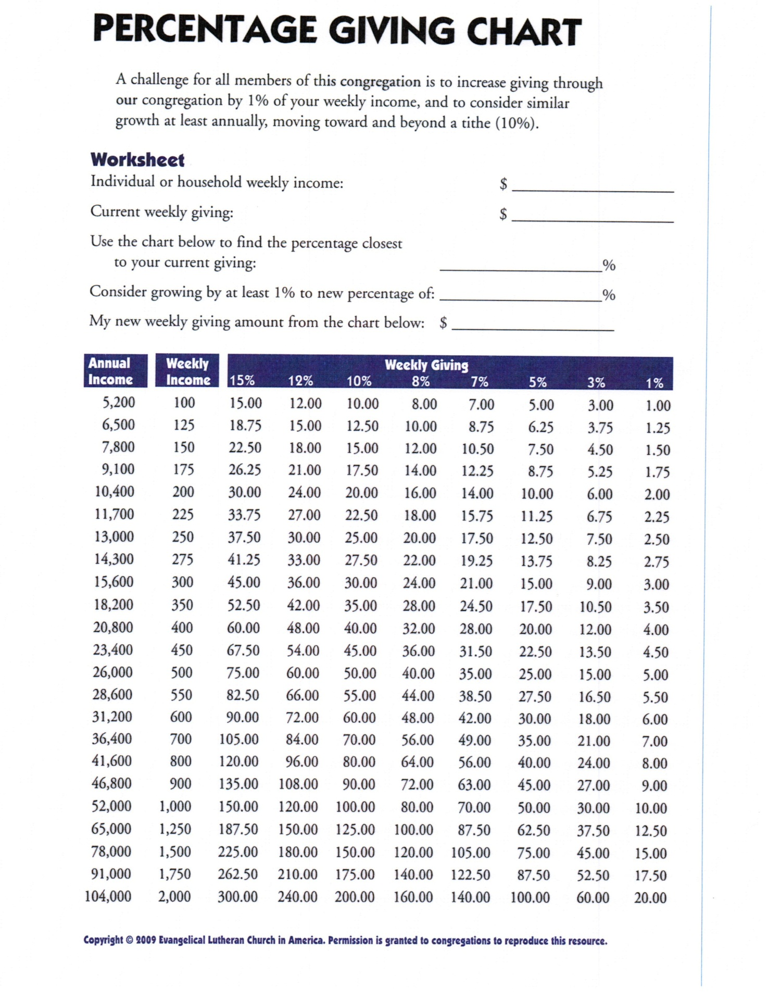 PERCENTAGE GIVING CHART
A challenge for all members of this congregation is to increase giving through
our congregation by 1% of your weekly income, and to consider similar
growth at least annually, moving toward and beyond a tithe (10%).
Worksheet
Individual or household weekly income: $
Current weekly giving: $
Use the chart below to find the percentage closest
to your current giving: %
Consider growing by at least 1% to new percentage of: %
My new weekly giving amount from the chart below: $
Annual Weekly Weekly Giving
Income Income 15% 12% 10% 8% 7% 5% 3% 1%
5,200 100 15.00 12.00 10.00 8.00 7.00 5.00 3.00 1.00
6,500 125 18.75 15.00 12.50 10.00 8.75 6.25 3.75 1.25
7,800 150 22.50 18.00 15.00 12.00 10.50 7.50 4.50 1.50
9,100 175 26.25 21.00 17.50 14.00 12.25 8.75 5.25 1.75
10,400 200 30.00 24.00 20.00 16.00 14.00 10.00 6.00 2.00
11,700 225 33.75 27.00 22.50 18.00 15.75 11.25 6.75 2.25
13,000 250 37.50 30.00 25.00 20.00 17.50 12.50 7.50 2.50
14,300 275 41.25 33.00 27.50 22.00 19.25 13.75 8.25 2.75
15,600 300 45.00 36.00 30.00 24.00 21.00 15.00 9.00 3.00
18,200 350 52.50 42.00 35.00 28.00 24.50 17.50 10.50 3.50
20,800 400 60.00 48.00 40.00 32.00 28.00 20.00 12.00 4.00
23,400 450 67.50 54.00 45.00 36.00 31.50 22.50 13.50 4.50
26,000 500 75.00 60.00 50.00 40.00 35.00 25.00 15.00 5.00
28,600 550 82.50 66.00 55.00 44.00 38.50 27.50 16.50 5.50
31,200 600 90.00 72.00 60.00 48.00 42.00 30.00 18.00 6.00
36,400 700 105.00 84.00 70.00 56.00 49.00 35.00 21.00 7.00
41,600 800 120.00 96.00 80.00 64.00 56.00 40.00 24.00 8.00
46,800 900 135.00 108.00 90.00 72.00 63.00 45.00 27.00 9.00
52,000 1,000 150.00 120.00 100.00 80.00 70.00 50.00 30.00 10.00
65,000 1,250 187.50 150.00 125.00 100.00 87.50 62.50 37.50 12.50
78,000 1,500 225.00 180.00 150.00 120.00 105.00 75.00 45.00 15.00
91,000 1,750 262.50 210.00 175.00 140.00 122.50 87.50 52.50 17.50
104,000 2,000 300.00 240.00 200.00 160.00 140.00 100.00 60.00 20.00
Copyright © 2009 Evangelical Lutheran Church in America. Permission is granted to congregations to reproduce this resource.